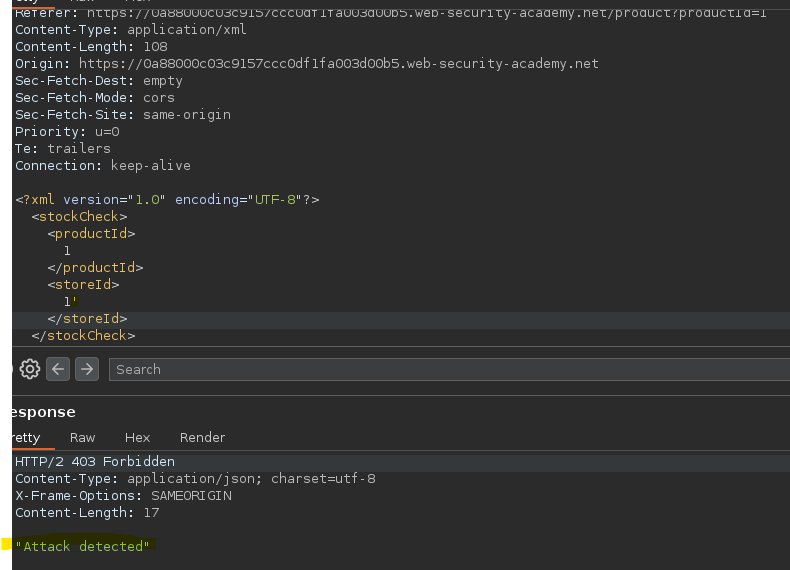 Referer: https://0a88000c03c9157ccc0df1fa003d00b5.web-security-academy.net/product?productId=1
Content-Type: application/xml
Content-Length: 108
Origin: https://0a88000c03c9157ccc0df1fa003d00b5.web-security-academy.net
Sec-Fetch-Dest: empty
Sec-Fetch-Mode: cors
Sec-Fetch-Site: same-origin
Priority: u=0
Te: trailers
Connection: keep-alive
<?xml version="1.0" encoding="UTF-8"?>
<stockCheck>
<productId>
1
</productId>
<storeId>
1'
</storeId>
</stockCheck>
Search
esponse
retty Raw Hex Render
HTTP/2 403 Forbidden
Content-Type: application/json; charset=utf-8
X-Frame-Options: SAMEORIGIN
Content-Length: 17
"Attack detected"